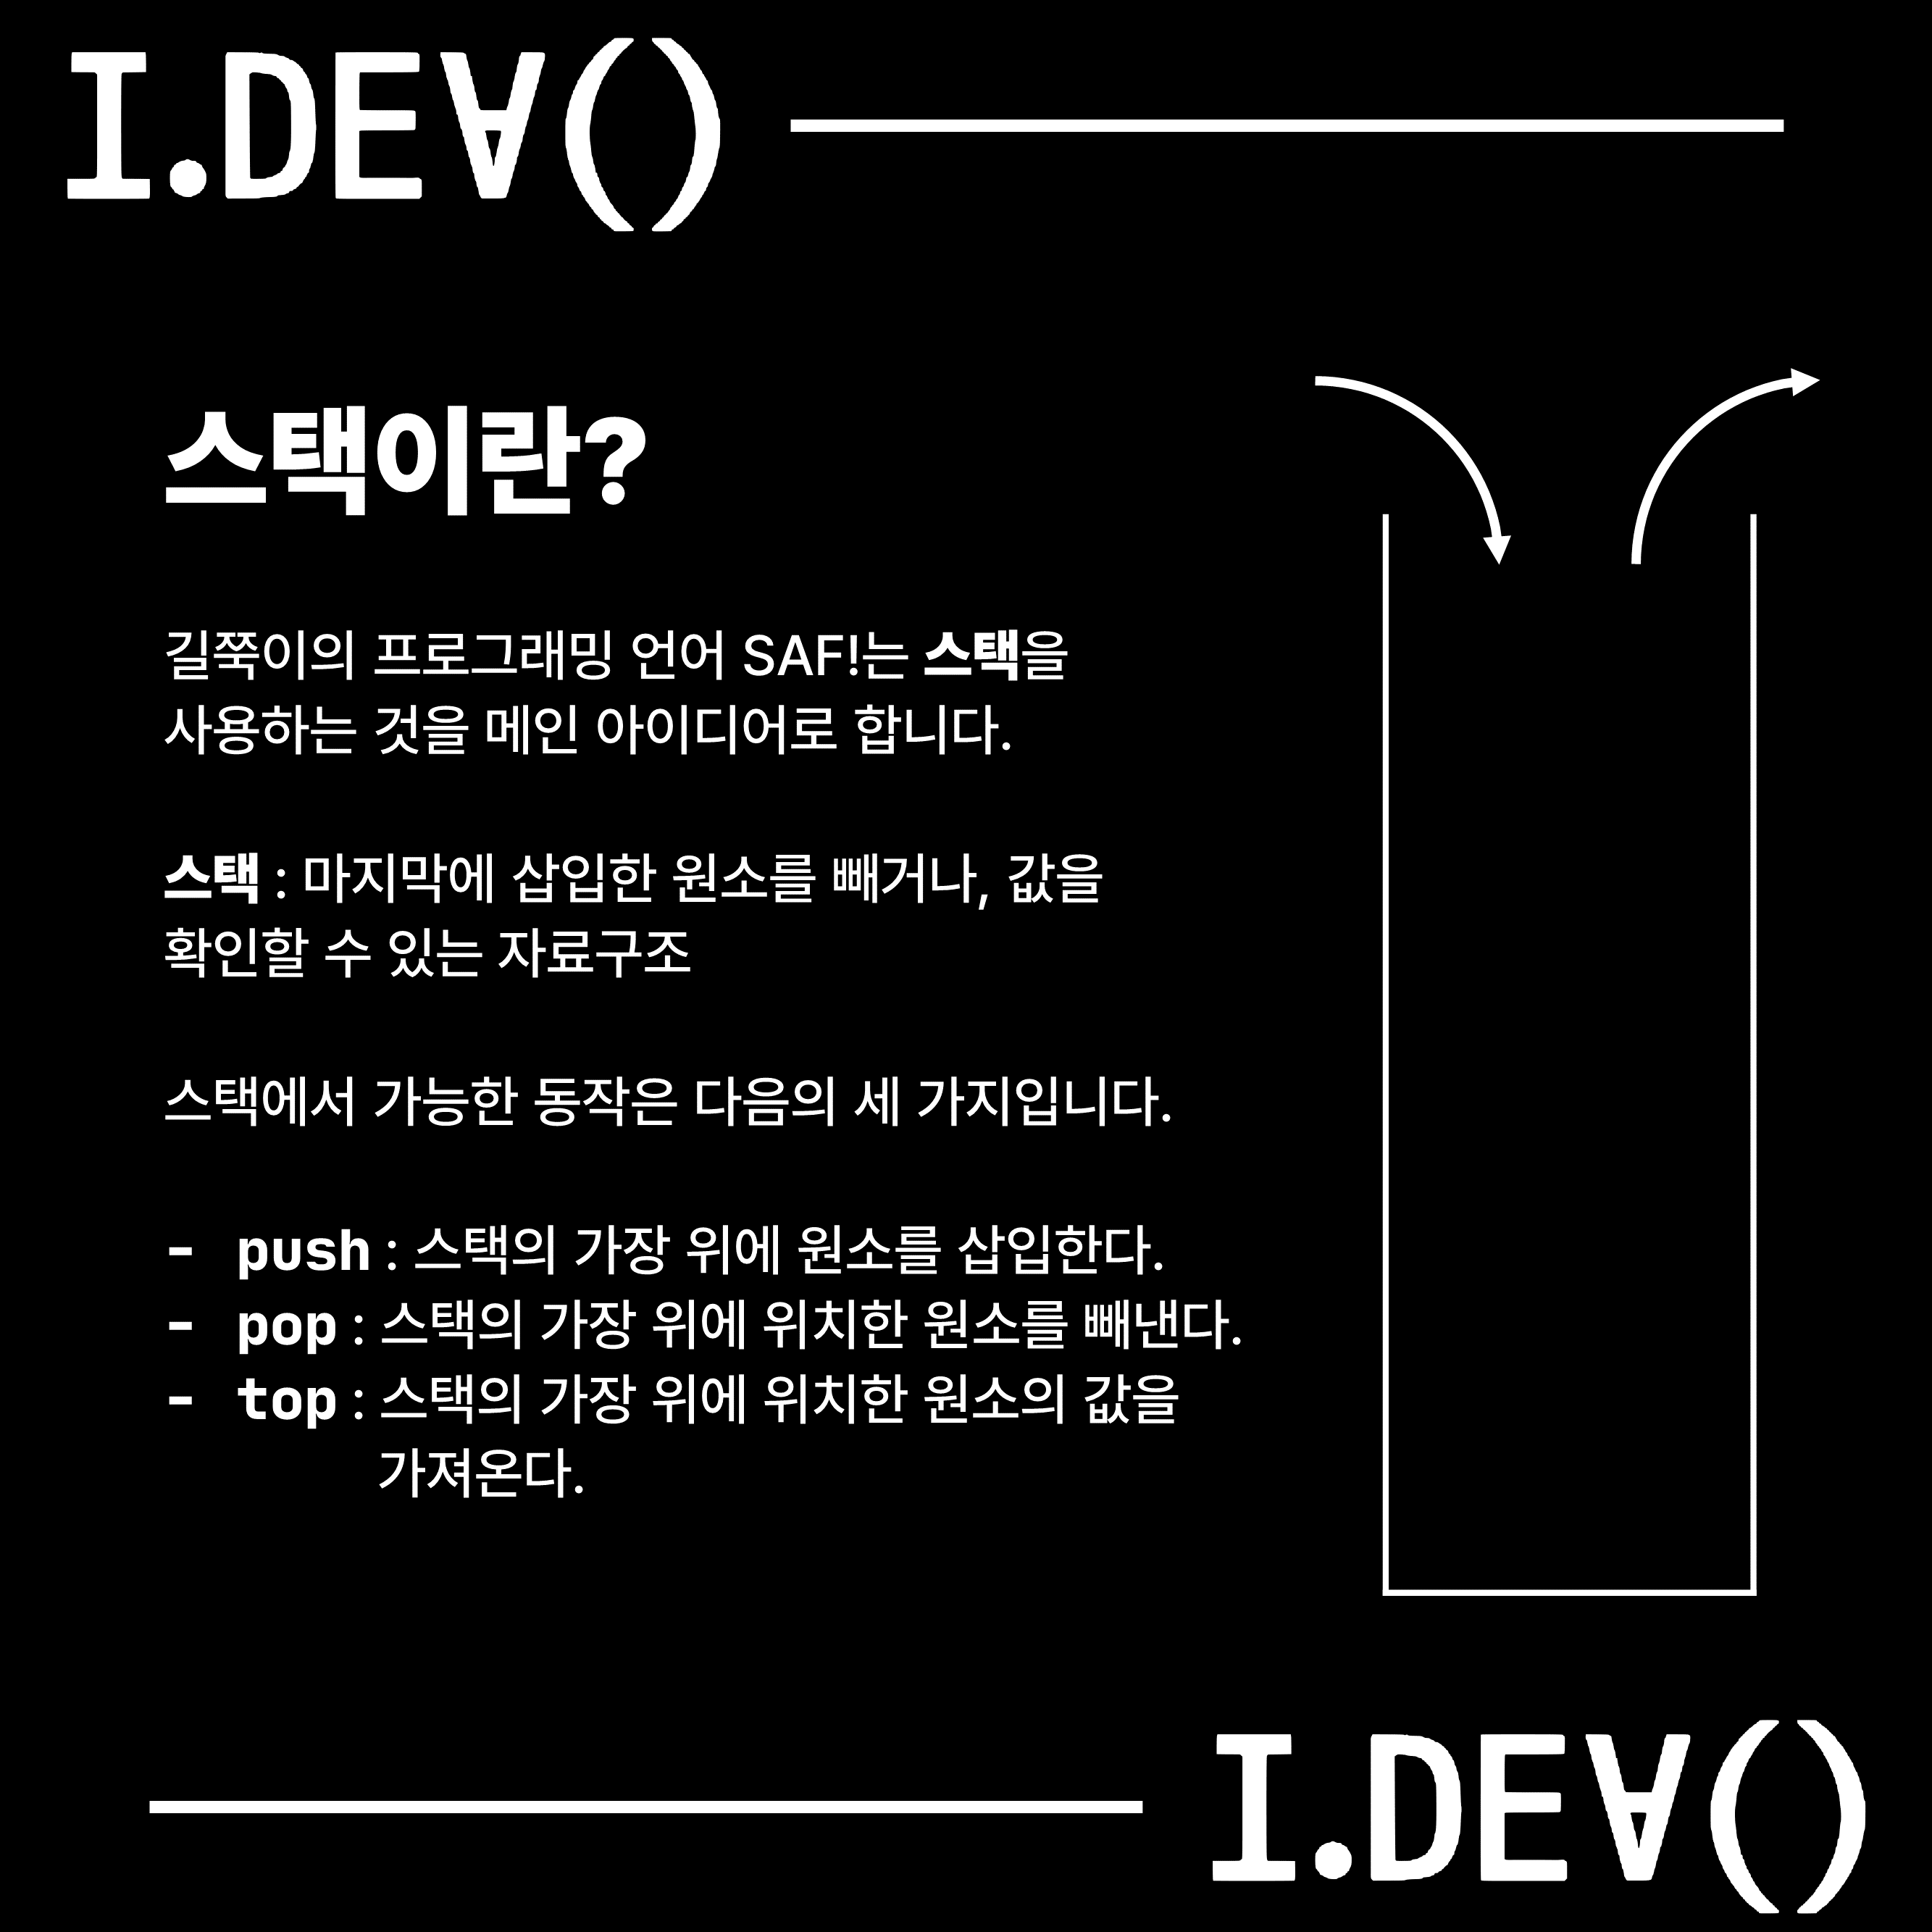 I.DEV()
스택이란?
김쭉이의 프로그래밍 언어 SAF!는 스택을
사용하는 것을 메인 아이디어로 합니다.
스택 : 마지막에 삽입한 원소를 빼거나, 값을
확인할 수 있는 자료구조
스택에서 가능한 동작은 다음의 세 가지입니다.
- push : 스택의 가장 위에 원소를 삽입한다.
- pop : 스택의 가장 위에 위치한 원소를 빼낸다.
- top : 스택의 가장 위에 위치한 원소의 값을
가져온다.
I.DEV()